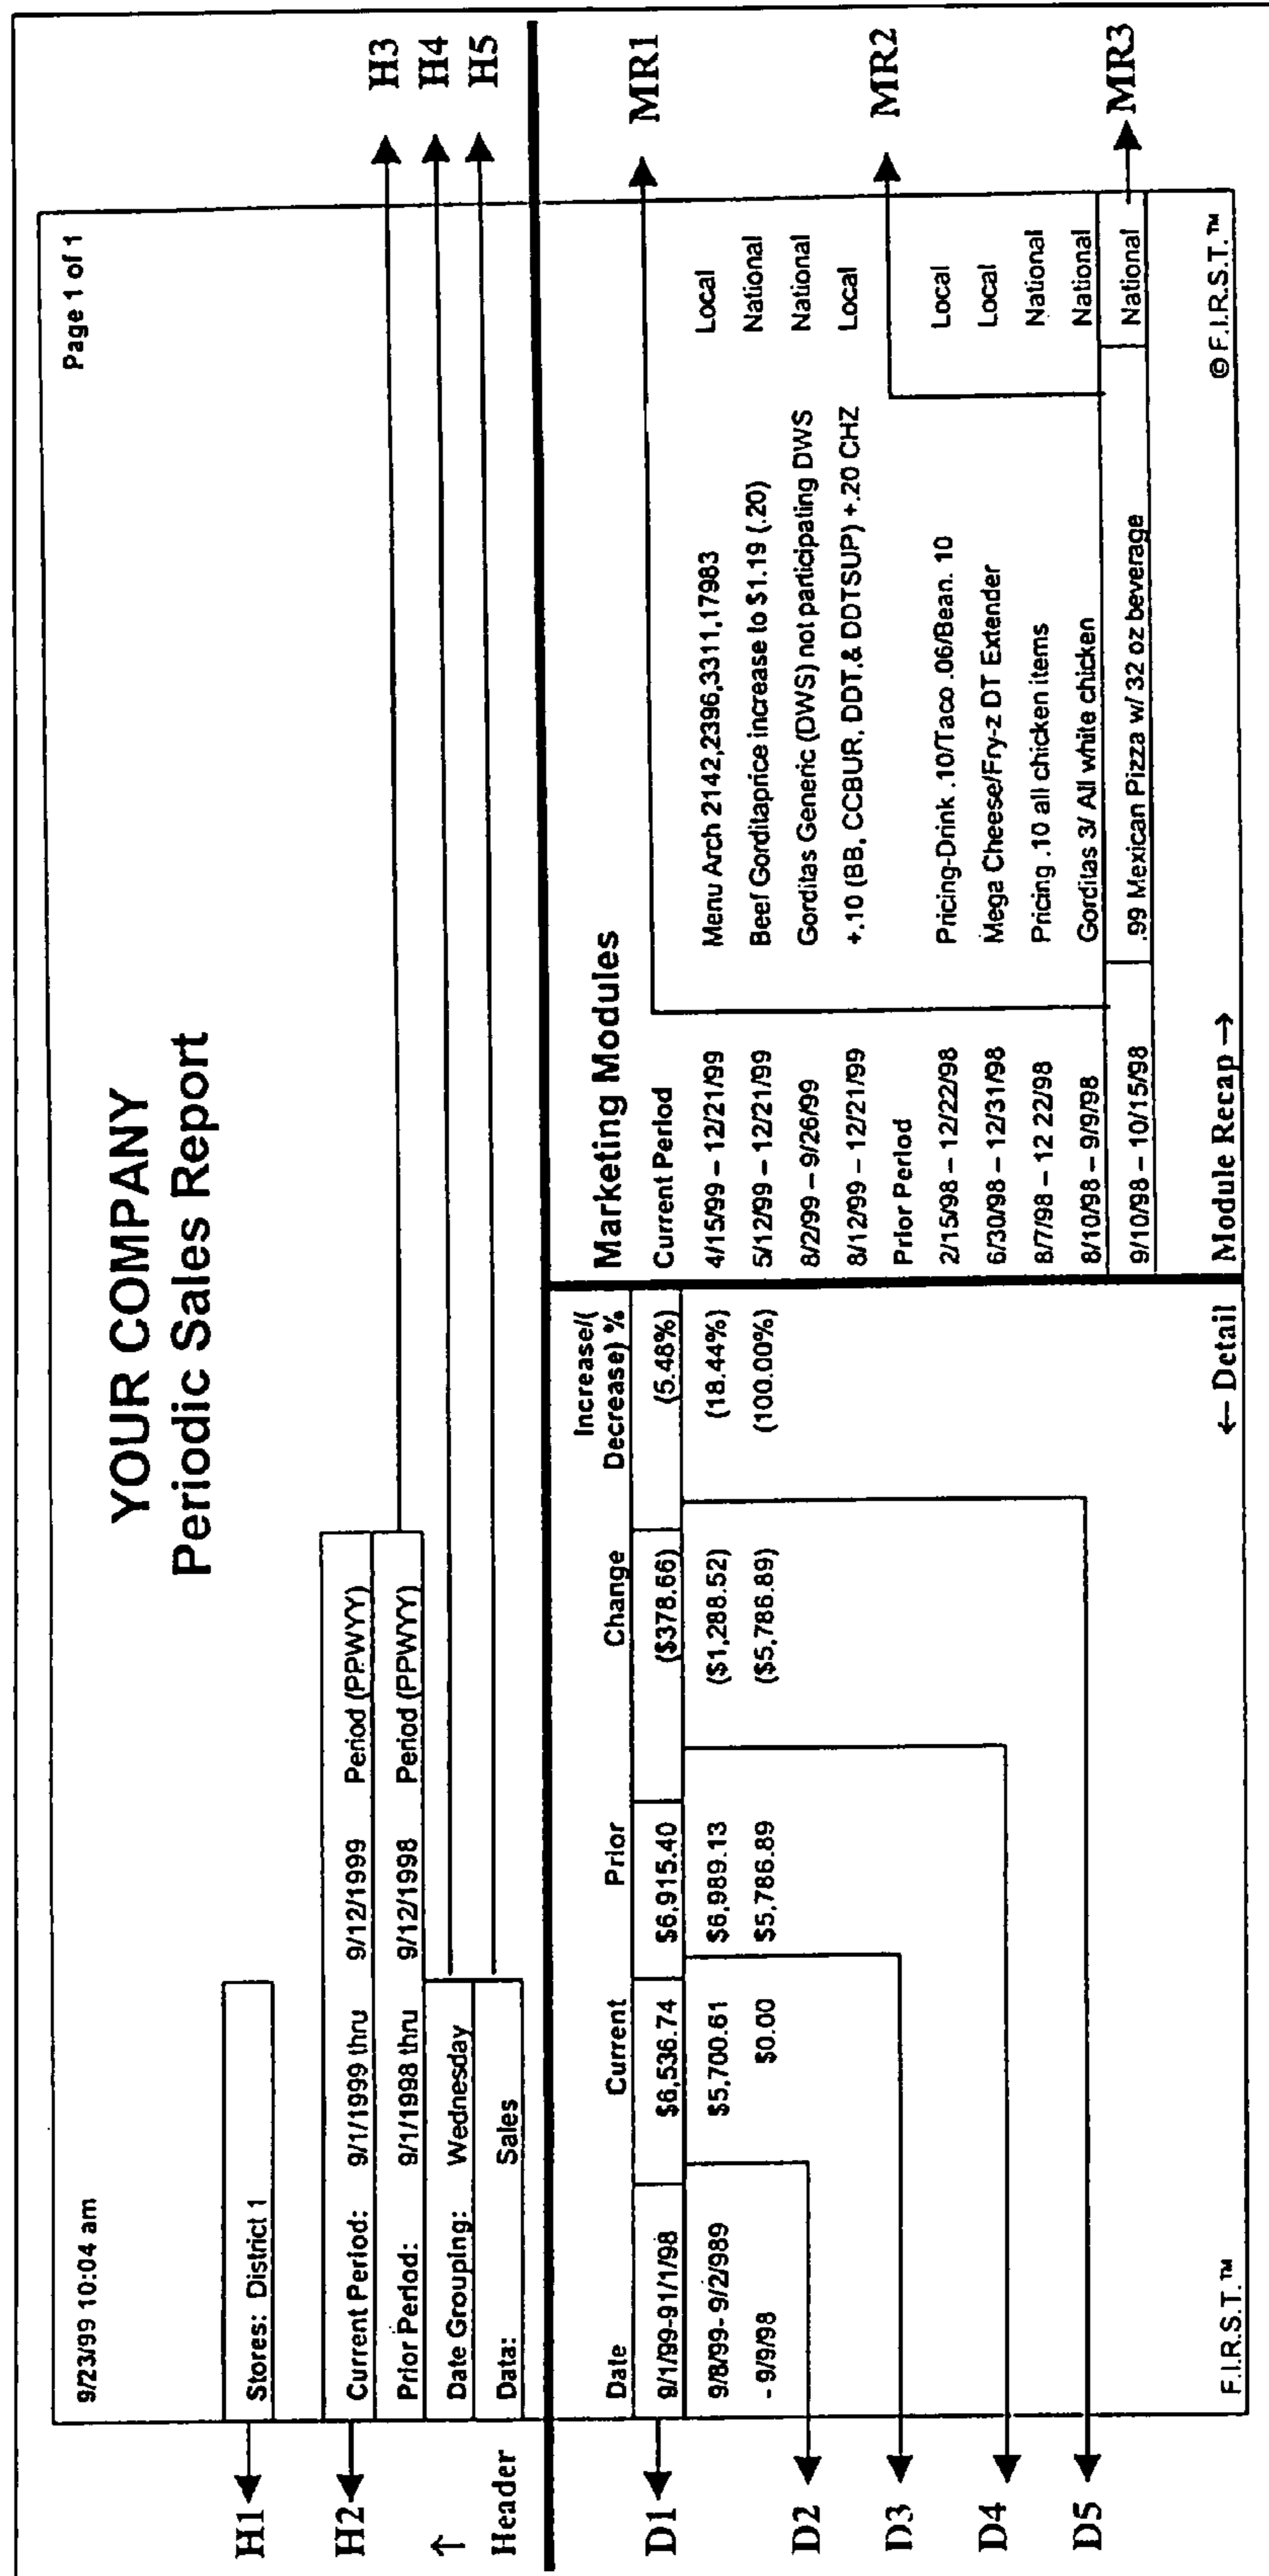 9/23/99 10:04 am
Page 1 of 1
YOUR COMPANY
Periodic Sales Report
H1
Stores: District 1
H2
Current Period: 9/1/1999 thru 9/12/1999 Period (PPWYY)
Prior Period: 9/1/1998 thru 9/12/1998 Period (PPWYY)
H3
Date Grouping: Wednesday
H4
Data: Sales
H5
↑
Header
Date Current Prior Change Increase/(
Decrease) %
D1
9/1/99-91/1/98 $6,536.74 $6,915.40 ($378.66) (5.48%)
9/8/99- 9/2/989 $5,700.61 $6,989.13 ($1,288.52) (18.44%)
- 9/9/98 $0.00 $5,786.89 ($5,786.89) (100.00%)
D2
D3
D4
D5
← Detail
Marketing Modules
Current Period
MR1
4/15/99 – 12/21/99 Menu Arch 2142,2396,3311,17983 Local
5/12/99 – 12/21/99 Beef Gorditaprice increase to $1.19 (.20) National
8/2/99 – 9/26/99 Gorditas Generic (DWS) not participating DWS National
8/12/99 – 12/21/99 +.10 (BB, CCBUR, DDT,& DDTSUP) +.20 CHZ Local
Prior Period
MR2
2/15/98 – 12/22/98 Pricing-Drink .10/Taco .06/Bean. 10 Local
6/30/98 – 12/31/98 Mega Cheese/Fry-z DT Extender Local
8/7/98 – 12 22/98 Pricing .10 all chicken items National
8/10/98 – 9/9/98 Gorditas 3/ All white chicken National
9/10/98 – 10/15/98 .99 Mexican Pizza w/ 32 oz beverage National
MR3
Module Recap →
F.I.R.S.T.™
© F.I.R.S.T.™